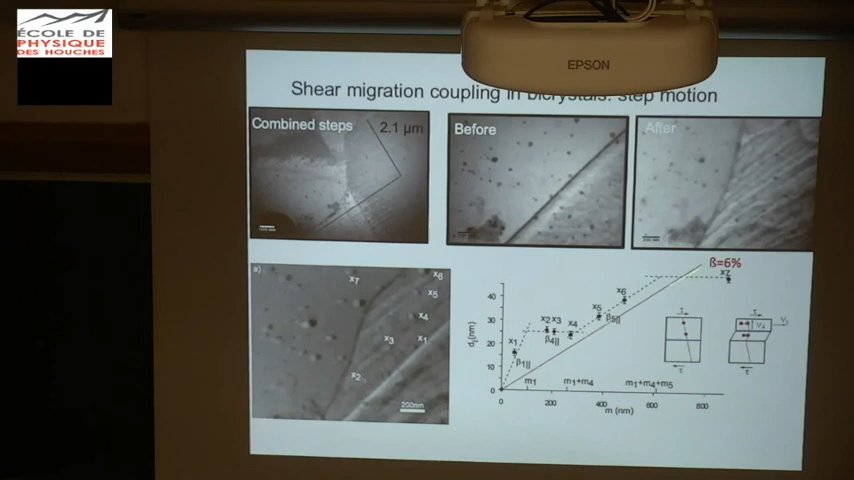 ÉCOLE DE
PHYSIQUE
DES HOUCHES
EPSON
Shear migration coupling in bicrystals: step motion
Combined steps
2.1 µm
Before
After
a)
x7
x6
x5
x4
x3
x1
x2
200nm
ß=6%
x7
x6
x5
x2 x3
x4
x1
β5||
β4||
β1||
40
30
20
10
0
m1
m1+m4
m1+m4+m5
0
200
400
600
800
m (nm)
τ
τ
τ
τ